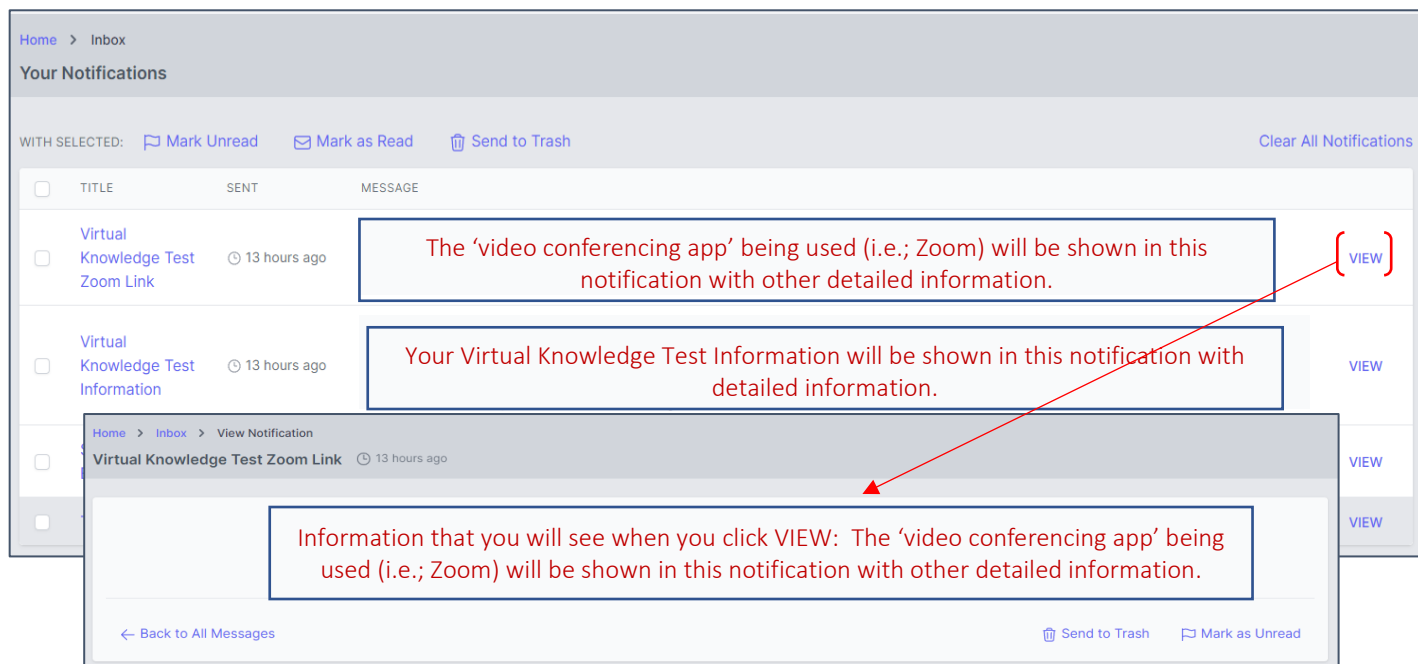 Home > Inbox
Your Notifications
WITH SELECTED: Mark Unread Mark as Read Send to Trash Clear All Notifications
TITLE SENT MESSAGE
Virtual
Knowledge Test
Zoom Link
13 hours ago
The ‘video conferencing app’ being used (i.e.; Zoom) will be shown in this
notification with other detailed information.
VIEW
Virtual
Knowledge Test
Information
13 hours ago
Your Virtual Knowledge Test Information will be shown in this notification with
detailed information.
VIEW
VIEW
VIEW
Home > Inbox > View Notification
Virtual Knowledge Test Zoom Link 13 hours ago
Information that you will see when you click VIEW: The ‘video conferencing app’ being
used (i.e.; Zoom) will be shown in this notification with other detailed information.
← Back to All Messages Send to Trash Mark as Unread